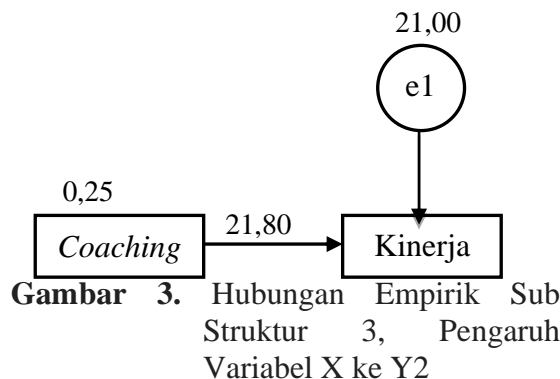 21,00
e1
0,25
Coaching
21,80
Kinerja
Gambar 3. Hubungan Empirik Sub
Struktur 3, Pengaruh
Variabel X ke Y2